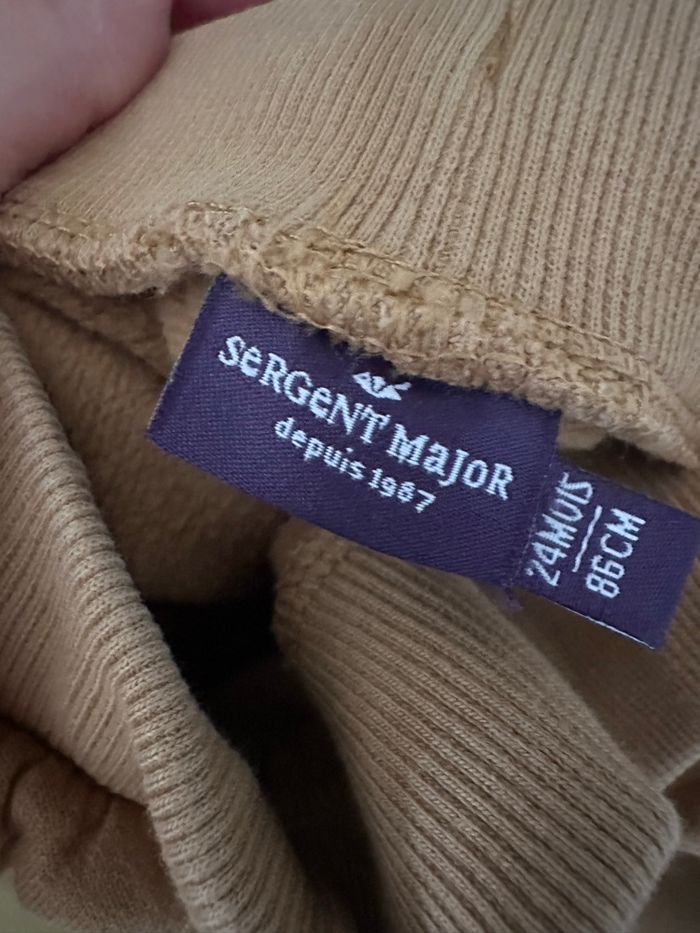 SeRGeNT MaJoR
depuis 1987
24MOIS
86CM